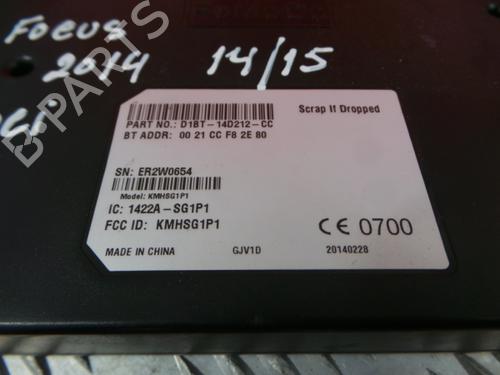 Focus
2014
14/15
Scrap If Dropped
PART NO.: D1BT-14D212-CC
BT ADDR: 00 21 CC F8 2E 80
SN: ER2W0654
Model: KMHSG1P1
IC: 1422A-SG1P1
FCC ID: KMHSG1P1
CE 0700
MADE IN CHINA GJV1D 20140228